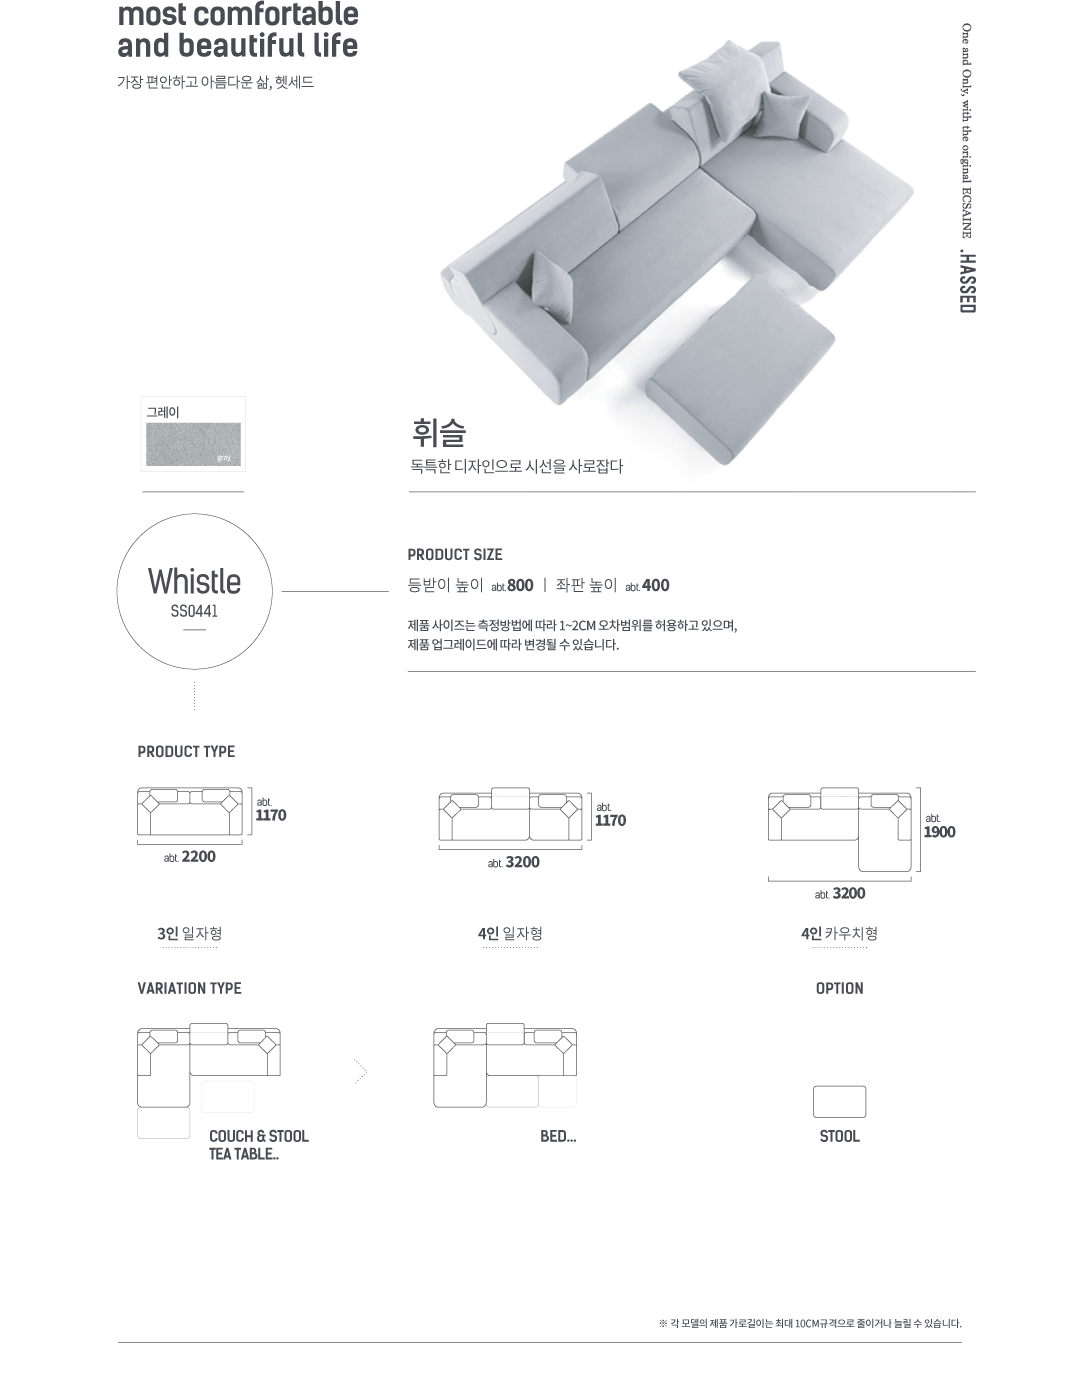 most comfortable
and beautiful life
가장 편안하고 아름다운 삶, 헷세드
One and Only, with the original ECSAINE .HASSED
그레이
gray
휘슬
독특한 디자인으로 시선을 사로잡다
Whistle
SS0441
PRODUCT SIZE
등받이 높이 abt.800 | 좌판 높이 abt.400
제품 사이즈는 측정방법에 따라 1~2CM 오차범위를 허용하고 있으며,
제품 업그레이드에 따라 변경될 수 있습니다.
PRODUCT TYPE
abt.
1170
abt. 2200
3인 일자형
abt.
1170
abt. 3200
4인 일자형
abt.
1900
abt. 3200
4인 카우치형
VARIATION TYPE
COUCH & STOOL
TEA TABLE..
BED...
OPTION
STOOL
※ 각 모델의 제품 가로길이는 최대 10CM규격으로 줄이거나 늘릴 수 있습니다.